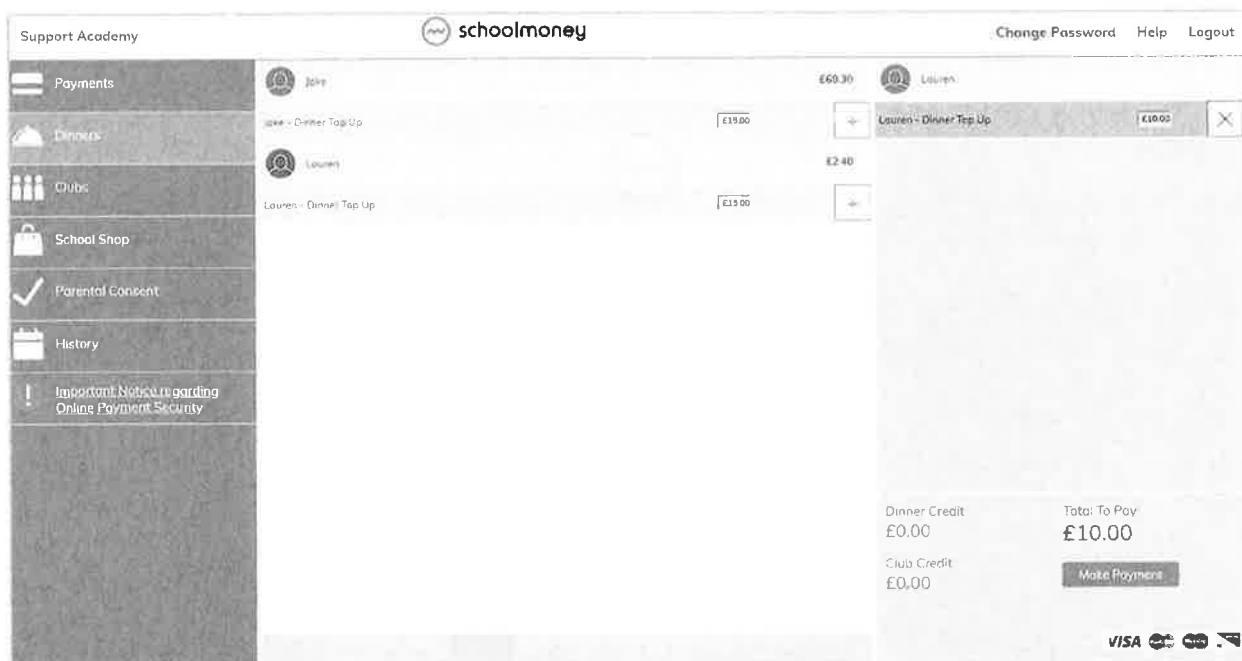 Support Academy
schoolmoney
Change Password Help Logout
Payments
Dinners
Clubs
School Shop
Parental Consent
History
Important Notice regarding
Online Payment Security
Jake £69.30
Jake - Dinner Top Up £15.00 +
Lauren £2.40
Lauren - Dinner Top Up £15.00 +
Lauren
Lauren - Dinner Top Up £10.00
Dinner Credit
£0.00
Club Credit
£0.00
Total To Pay
£10.00
Make Payment
VISA